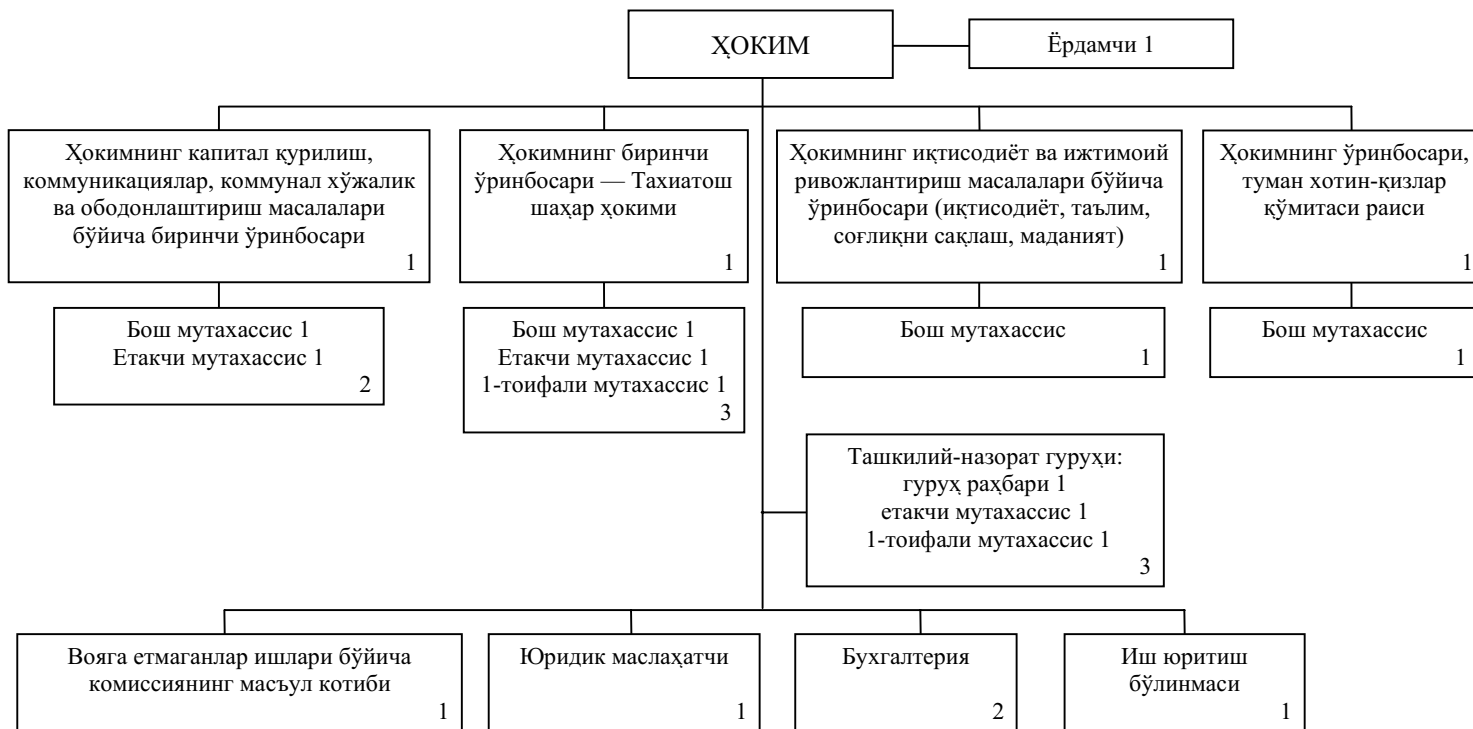 ҲОКИМ
Ёрдамчи 1
Ҳокимнинг капитал қурилиш,
коммуникациялар, коммунал хўжалик
ва ободонлаштириш масалалари
бўйича биринчи ўринбосари
1
Ҳокимнинг биринчи
ўринбосари — Тахиатош
шаҳар ҳокими
1
Ҳокимнинг иқтисодиёт ва ижтимоий
ривожлантириш масалалари бўйича
ўринбосари (иқтисодиёт, таълим,
соғлиқни сақлаш, маданият)
1
Ҳокимнинг ўринбосари,
туман хотин-қизлар
қўмитаси раиси
1
Бош мутахассис 1
Етакчи мутахассис 1
2
Бош мутахассис 1
Етакчи мутахассис 1
1-тоифали мутахассис 1
3
Бош мутахассис
1
Бош мутахассис
1
Ташкилий-назорат гуруҳи:
гуруҳ раҳбари 1
етакчи мутахассис 1
1-тоифали мутахассис 1
3
Вояга етмаганлар ишлари бўйича
комиссиянинг масъул котиби
1
Юридик маслаҳатчи
1
Бухгалтерия
2
Иш юритиш
бўлинмаси
1